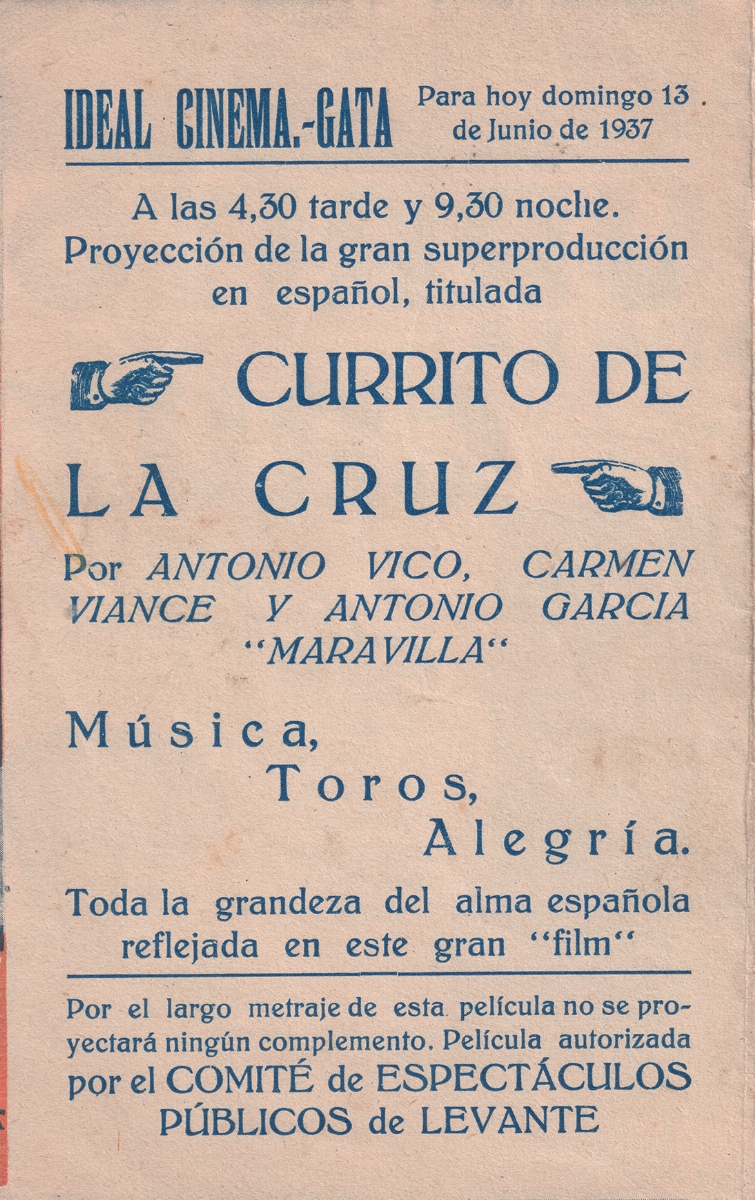 IDEAL CINEMA.-GATA
Para hoy domingo 13
de Junio de 1937
A las 4,30 tarde y 9,30 noche.
Proyección de la gran superproducción
en español, titulada
CURRITO DE
LA CRUZ
Por ANTONIO VICO, CARMEN
VIANCE Y ANTONIO GARCIA
“MARAVILLA“
Música,
Toros,
Alegría.
Toda la grandeza del alma española
reflejada en este gran “film“
Por el largo metraje de esta película no se pro-
yectará ningún complemento. Película autorizada
por el COMITÉ de ESPECTÁCULOS
PÚBLICOS de LEVANTE